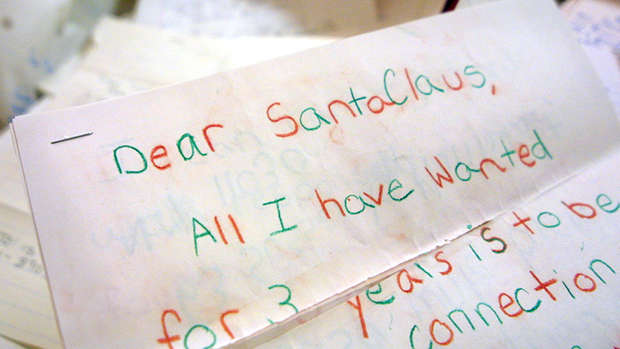 Dear Santa Claus,
All I have wanted
for 3 years is to be
connection